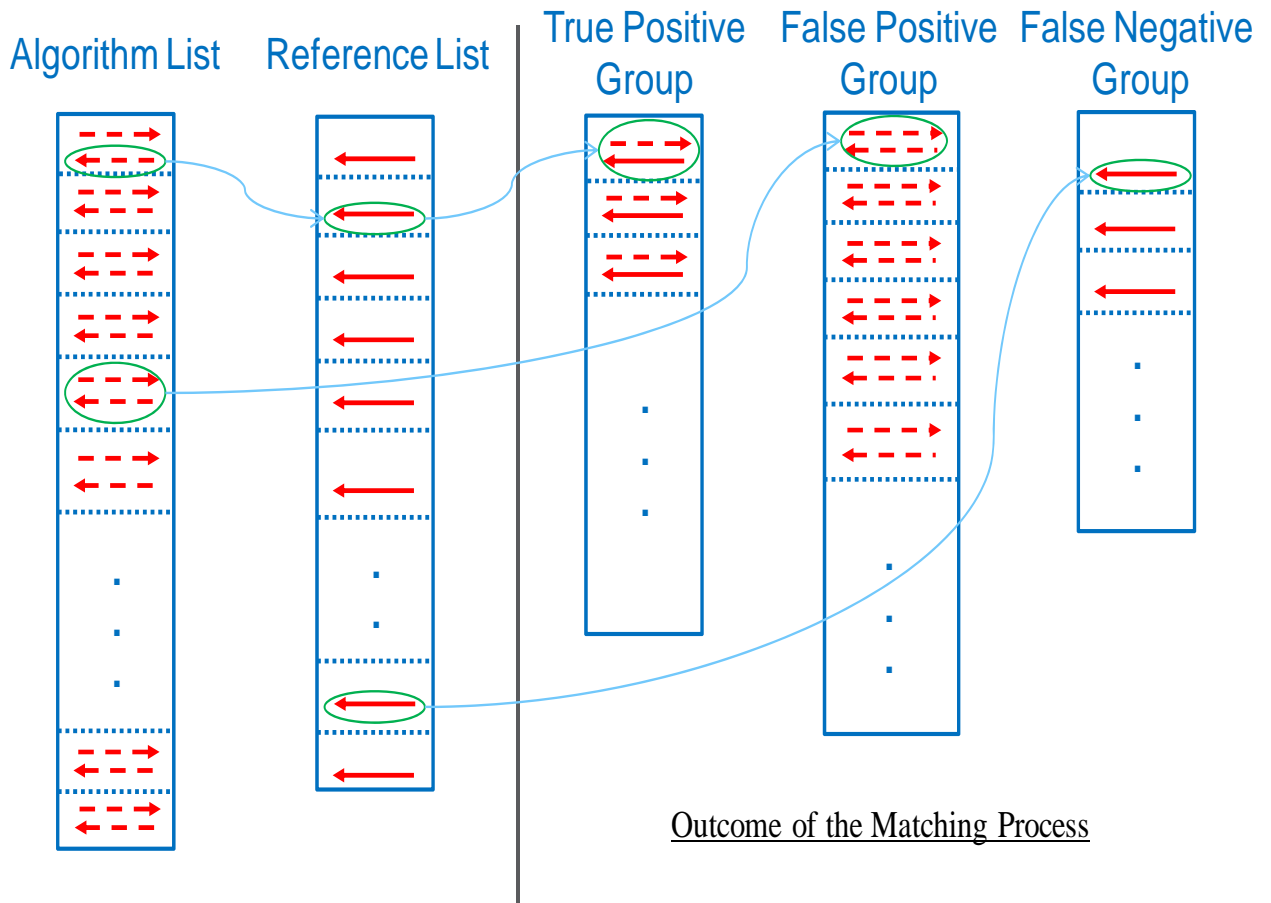 Algorithm List
Reference List
True Positive
Group
False Positive
Group
False Negative
Group
Outcome of the Matching Process